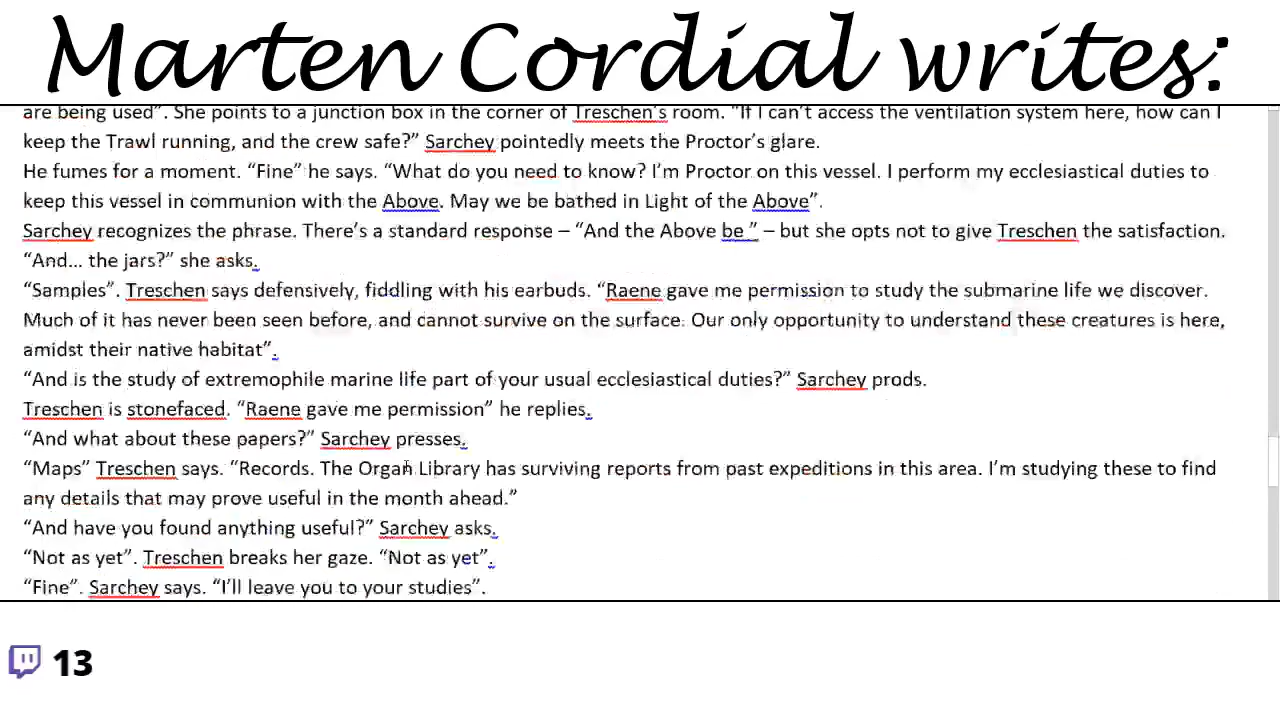 Marten Cordial writes:
are being used”. She points to a junction box in the corner of Treschen’s room. “If I can’t access the ventilation system here, how can I
keep the Trawl running, and the crew safe?” Sarchey pointedly meets the Proctor’s glare.
He fumes for a moment. “Fine” he says. “What do you need to know? I’m Proctor on this vessel. I perform my ecclesiastical duties to
keep this vessel in communion with the Above. May we be bathed in Light of the Above”.
Sarchey recognizes the phrase. There’s a standard response – “And the Above be ” – but she opts not to give Treschen the satisfaction.
“And… the jars?” she asks.
“Samples”. Treschen says defensively, fiddling with his earbuds. “Raene gave me permission to study the submarine life we discover.
Much of it has never been seen before, and cannot survive on the surface. Our only opportunity to understand these creatures is here,
amidst their native habitat”.
“And is the study of extremophile marine life part of your usual ecclesiastical duties?” Sarchey prods.
Treschen is stonefaced. “Raene gave me permission” he replies.
“And what about these papers?” Sarchey presses.
“Maps” Treschen says. “Records. The Organ Library has surviving reports from past expeditions in this area. I’m studying these to find
any details that may prove useful in the month ahead.”
“And have you found anything useful?” Sarchey asks.
“Not as yet”. Treschen breaks her gaze. “Not as yet”.
“Fine”. Sarchey says. “I’ll leave you to your studies”.
13